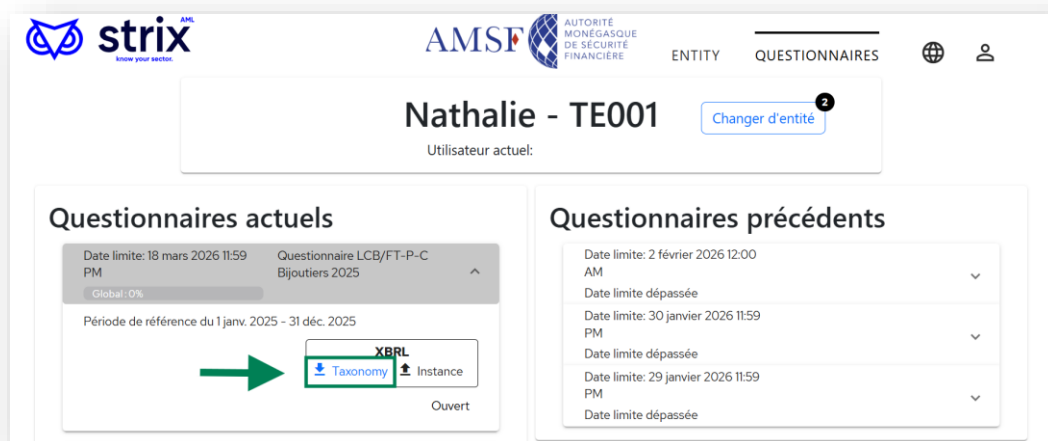 strix AML
know your sector.
AMSF
AUTORITÉ
MONÉGASQUE
DE SÉCURITÉ
FINANCIÈRE
ENTITY
QUESTIONNAIRES
Nathalie - TE001
Changer d'entité
2
Utilisateur actuel:
Questionnaires actuels
Date limite: 18 mars 2026 11:59
PM
Questionnaire LCB/FT-P-C
Bijoutiers 2025
Global : 0%
Période de référence du 1 janv. 2025 - 31 déc. 2025
XBRL
Taxonomy
Instance
Ouvert
Questionnaires précédents
Date limite: 2 février 2026 12:00
AM
Date limite dépassée
Date limite: 30 janvier 2026 11:59
PM
Date limite dépassée
Date limite: 29 janvier 2026 11:59
PM
Date limite dépassée